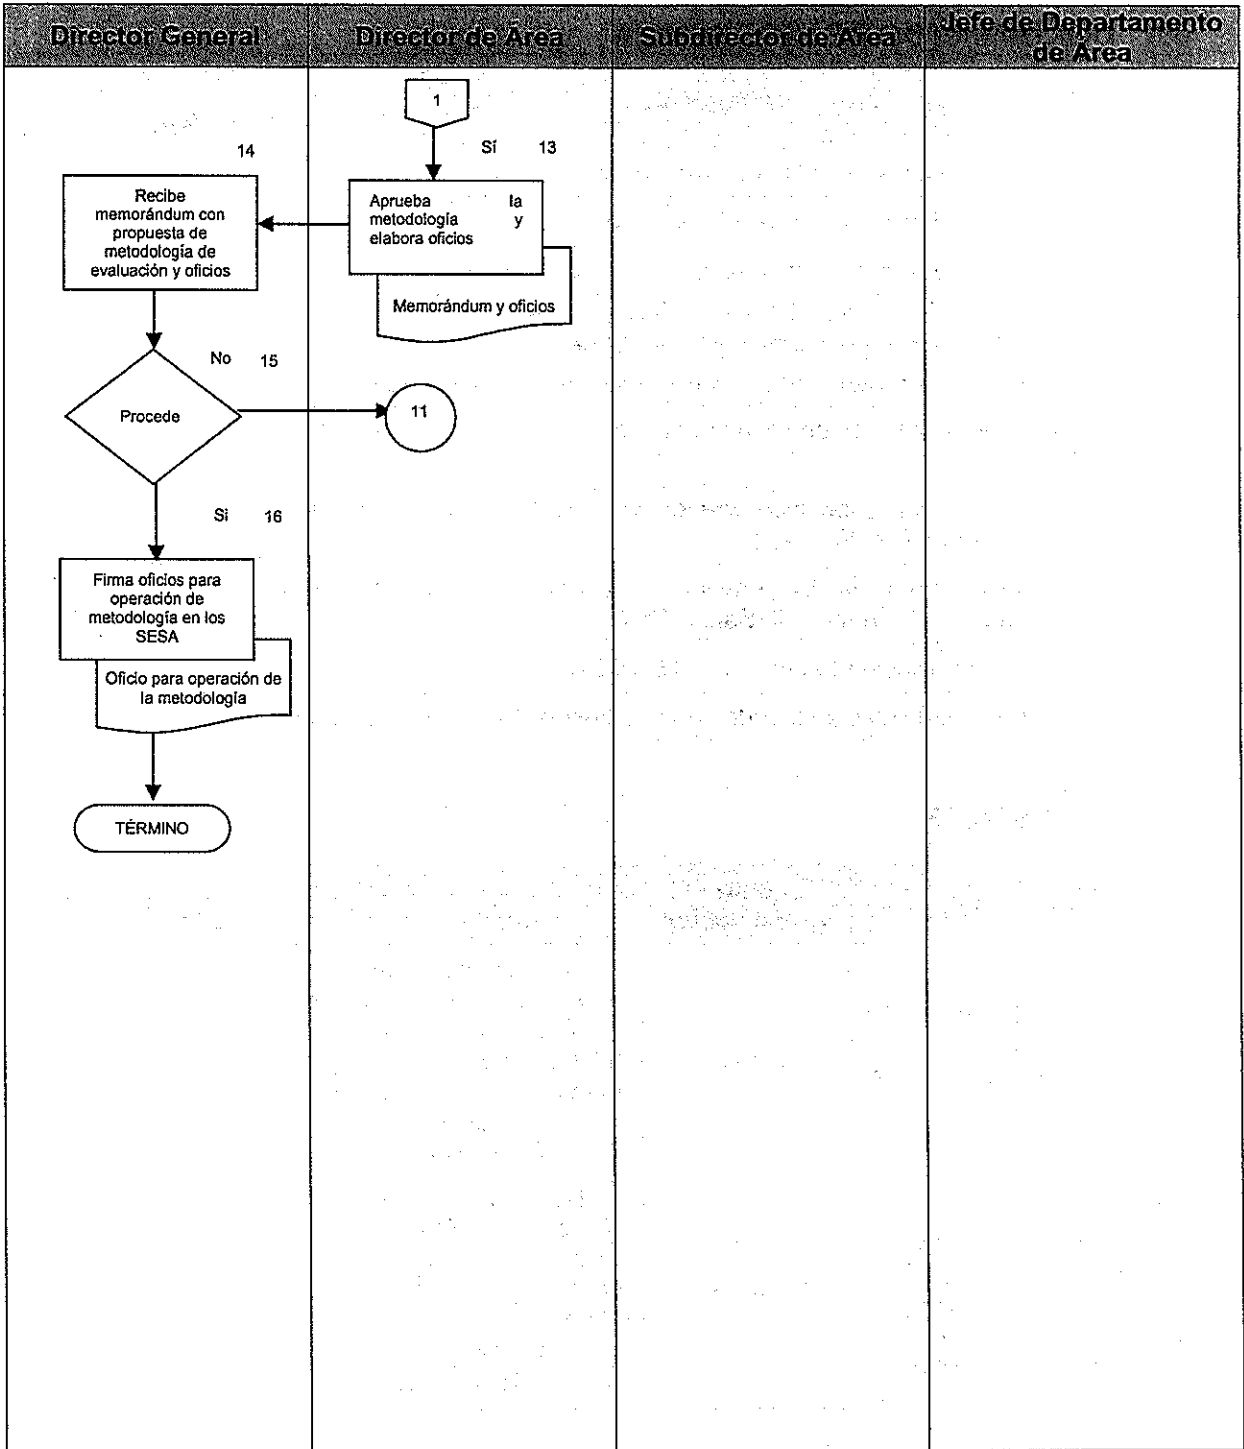 Director General
Director de Área
Subdirector de Área
Jefe de Departamento
de Área
1
Sí 13
14
Aprueba la
metodología y
elabora oficios
Memorándum y oficios
Recibe
memorándum con
propuesta de
metodología de
evaluación y oficios
No 15
Procede
11
Si 16
Firma oficios para
operación de
metodología en los
SESA
Oficio para operación de
la metodología
TÉRMINO